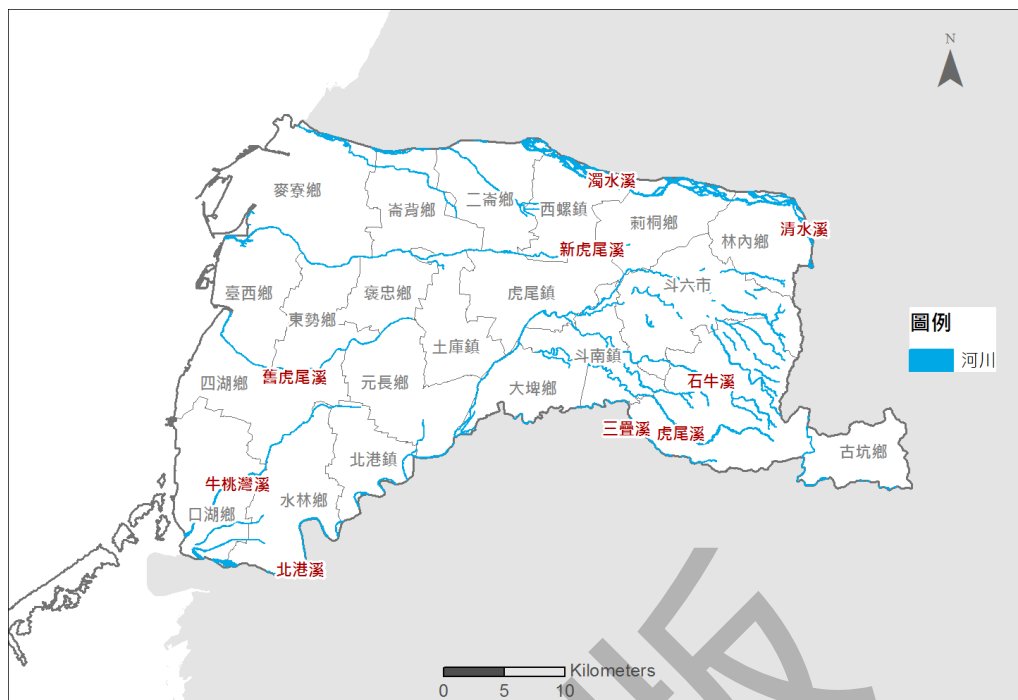 N
濁水溪
麥寮鄉
崙背鄉
二崙鄉
西螺鎮
莿桐鄉
清水溪
林內鄉
新虎尾溪
斗六市
臺西鄉
褒忠鄉
虎尾鎮
東勢鄉
圖例
河川
土庫鎮
斗南鎮
舊虎尾溪
四湖鄉
元長鄉
大埤鄉
石牛溪
三疊溪
虎尾溪
古坑鄉
北港鎮
牛桃灣溪
水林鄉
口湖鄉
北港溪
版
Kilometers
0 5 10